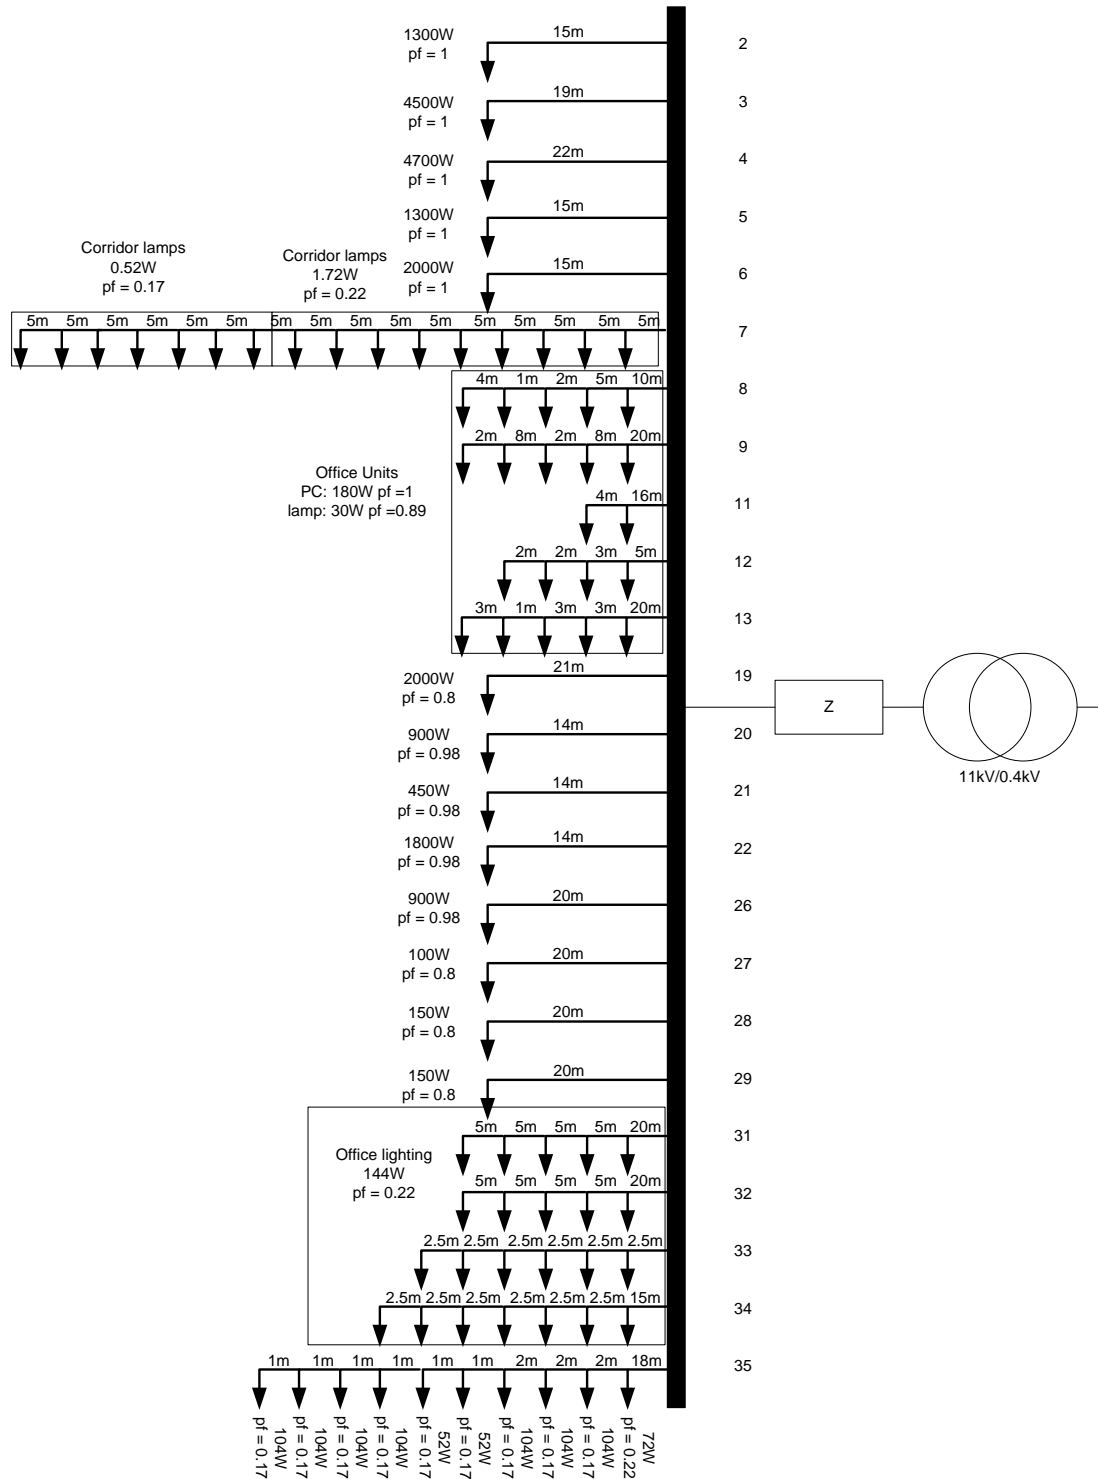 1300W
pf = 1
15m
2
4500W
pf = 1
19m
3
4700W
pf = 1
22m
4
1300W
pf = 1
15m
5
2000W
pf = 1
15m
6
Corridor lamps
0.52W
pf = 0.17
Corridor lamps
1.72W
pf = 0.22
5m 5m 5m 5m 5m 5m 5m 5m 5m 5m 5m 5m 5m 5m 5m 5m
7
4m 1m 2m 5m 10m
8
2m 8m 2m 8m 20m
9
Office Units
PC: 180W pf =1
lamp: 30W pf =0.89
4m 16m
11
2m 2m 3m 5m
12
3m 1m 3m 3m 20m
13
2000W
pf = 0.8
21m
19
Z
11kV/0.4kV
900W
pf = 0.98
14m
20
450W
pf = 0.98
14m
21
1800W
pf = 0.98
14m
22
900W
pf = 0.98
20m
26
100W
pf = 0.8
20m
27
150W
pf = 0.8
20m
28
150W
pf = 0.8
20m
29
Office lighting
144W
pf = 0.22
5m 5m 5m 5m 20m
31
5m 5m 5m 5m 20m
32
2.5m 2.5m 2.5m 2.5m 2.5m 2.5m
33
2.5m 2.5m 2.5m 2.5m 2.5m 2.5m 15m
34
1m 1m 1m 1m 1m 1m 2m 2m 2m 18m
35
104W
pf = 0.17
104W
pf = 0.17
104W
pf = 0.17
104W
pf = 0.17
52W
pf = 0.17
52W
pf = 0.17
104W
pf = 0.17
104W
pf = 0.17
104W
pf = 0.17
72W
pf = 0.22